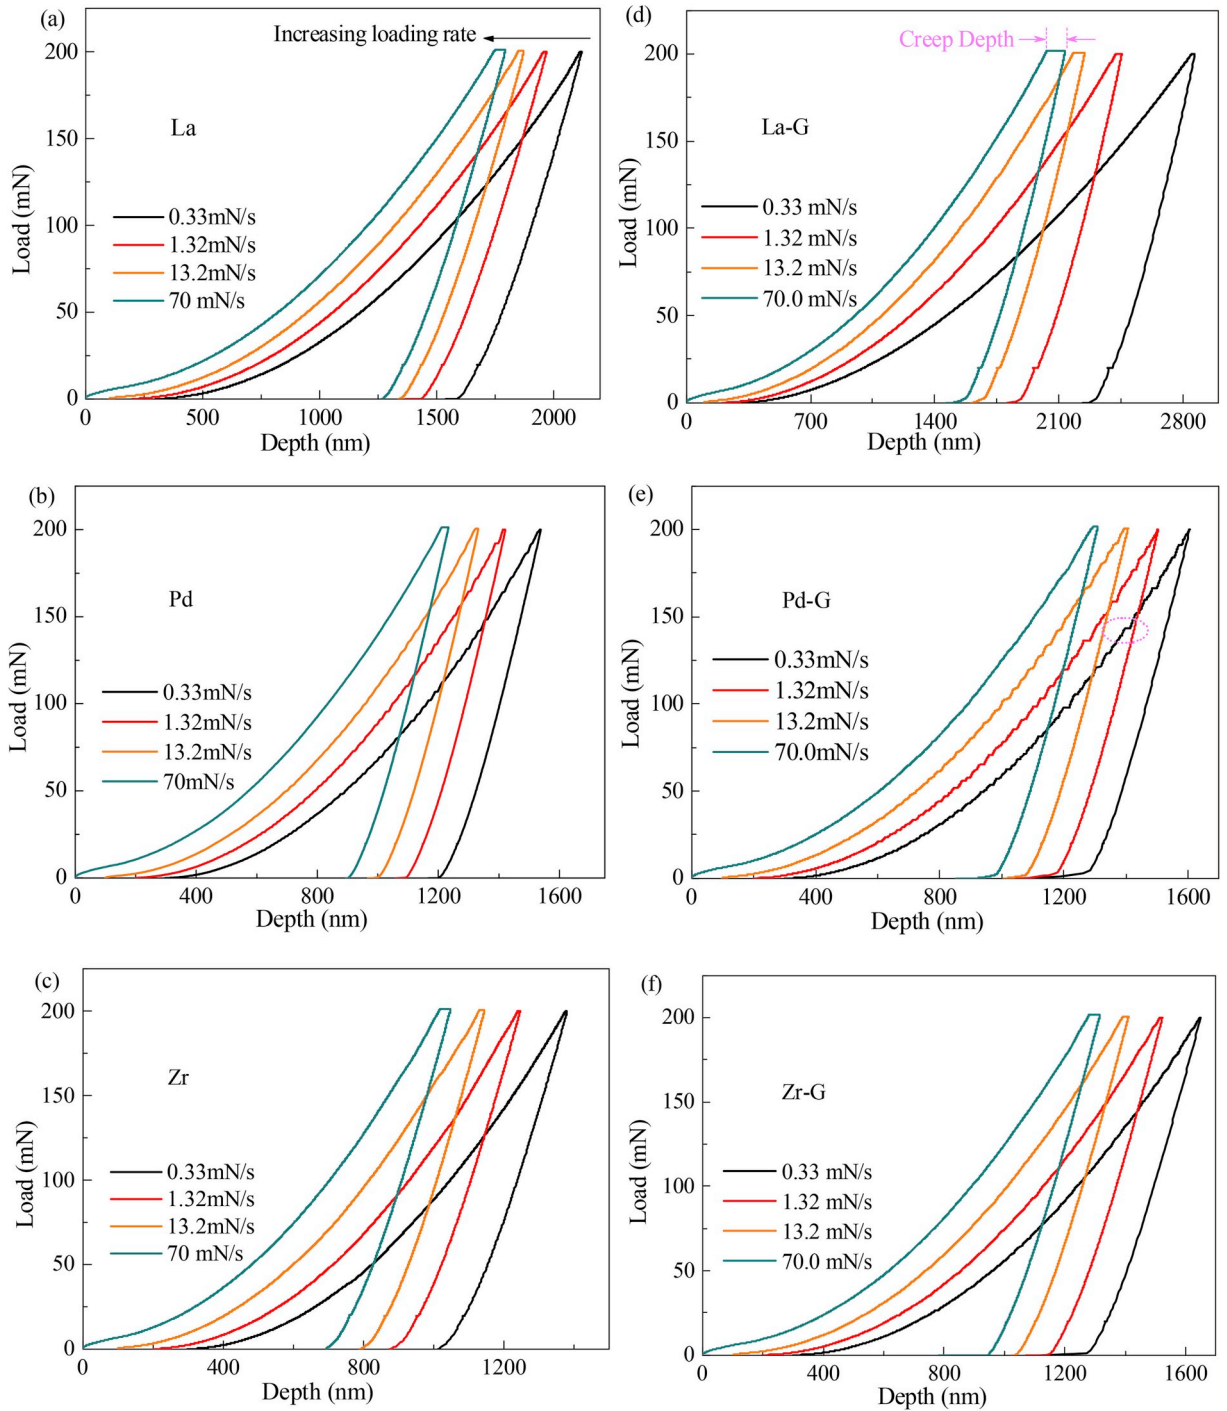 (a)
Increasing loading rate
La
0.33mN/s
1.32mN/s
13.2mN/s
70 mN/s
Load (mN)
200
150
100
50
0
0
500
1000
1500
2000
Depth (nm)
(d)
Creep Depth
La-G
0.33 mN/s
1.32 mN/s
13.2 mN/s
70.0 mN/s
Load (mN)
200
150
100
50
0
0
700
1400
2100
2800
Depth (nm)
(b)
Pd
0.33mN/s
1.32mN/s
13.2mN/s
70mN/s
Load (mN)
200
150
100
50
0
0
400
800
1200
1600
Depth (nm)
(e)
Pd-G
0.33mN/s
1.32mN/s
13.2mN/s
70.0mN/s
Load (mN)
200
150
100
50
0
0
400
800
1200
1600
Depth (nm)
(c)
Zr
0.33mN/s
1.32mN/s
13.2mN/s
70 mN/s
Load (mN)
200
150
100
50
0
0
400
800
1200
Depth (nm)
(f)
Zr-G
0.33 mN/s
1.32 mN/s
13.2 mN/s
70.0 mN/s
Load (mN)
200
150
100
50
0
0
400
800
1200
1600
Depth (nm)